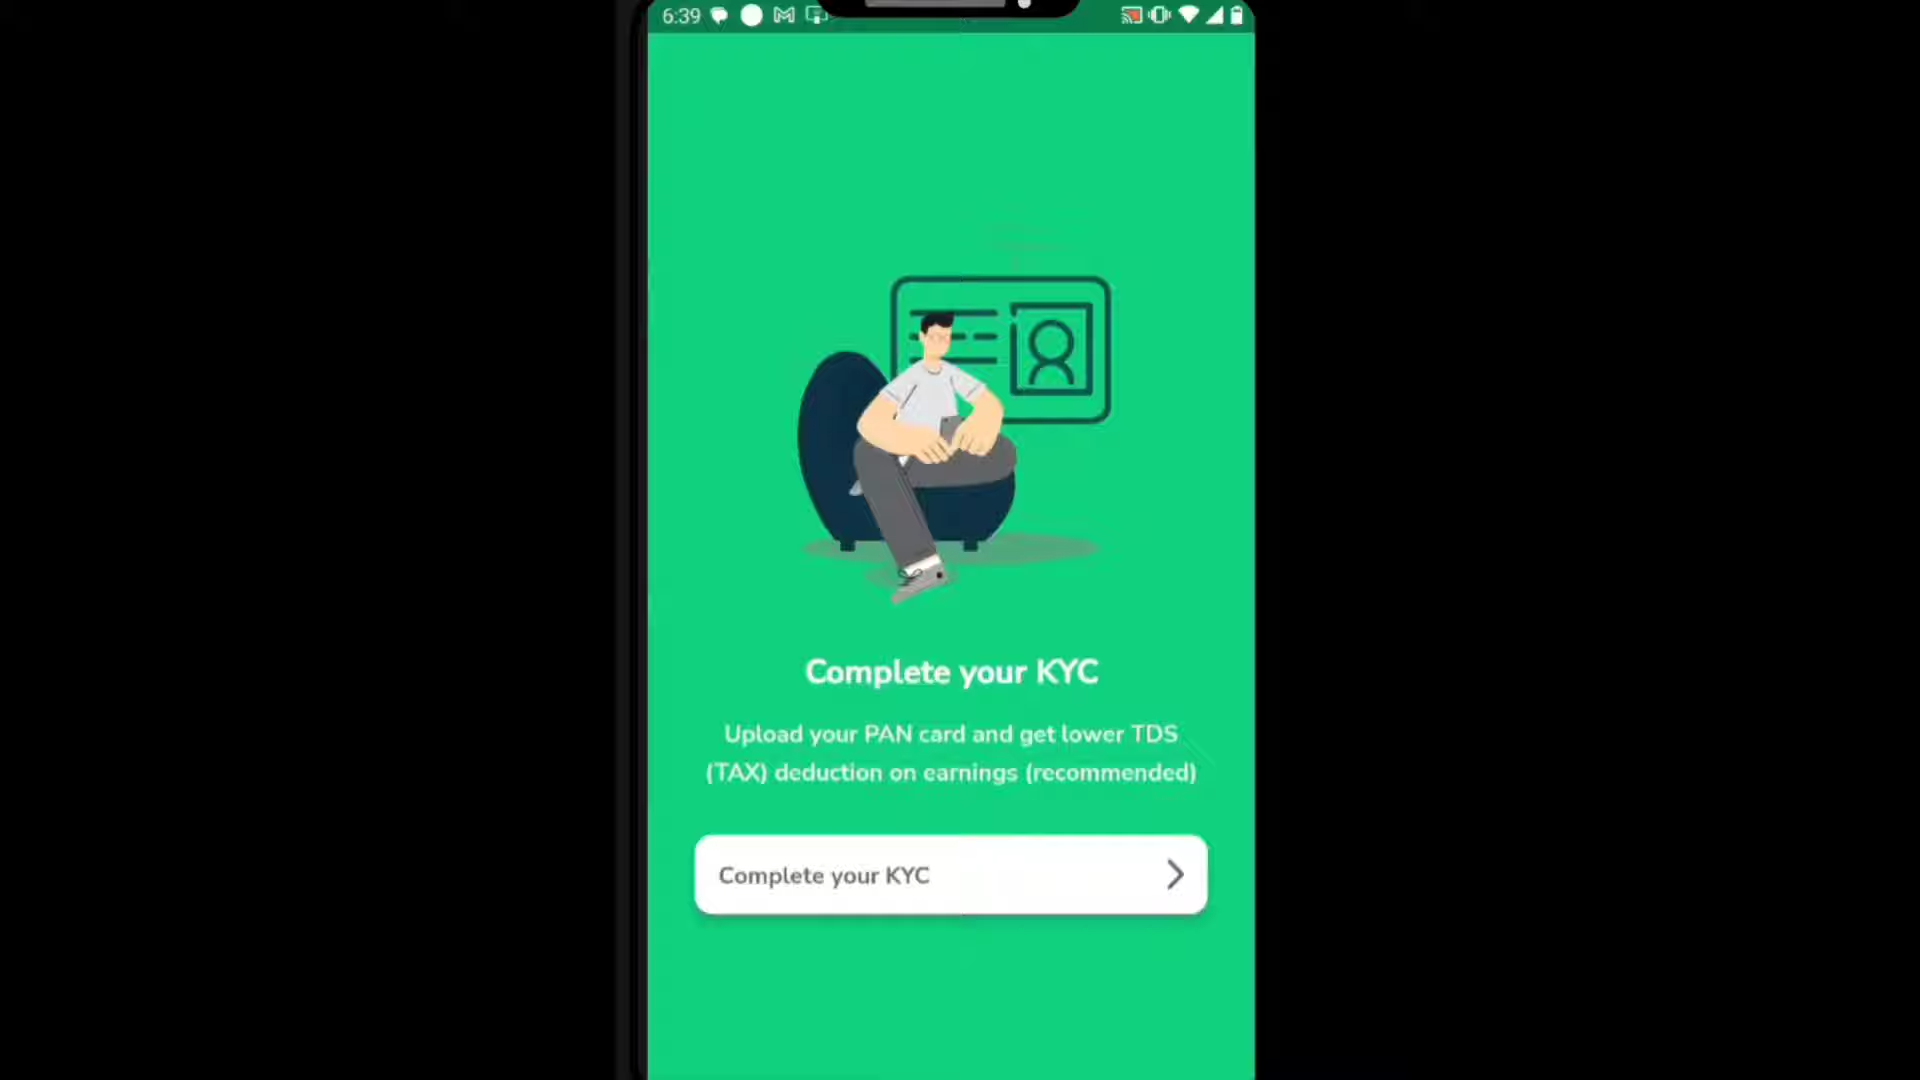 6:39
Complete your KYC
Upload your PAN card and get lower TDS
(TAX) deduction on earnings (recommended)
Complete your KYC